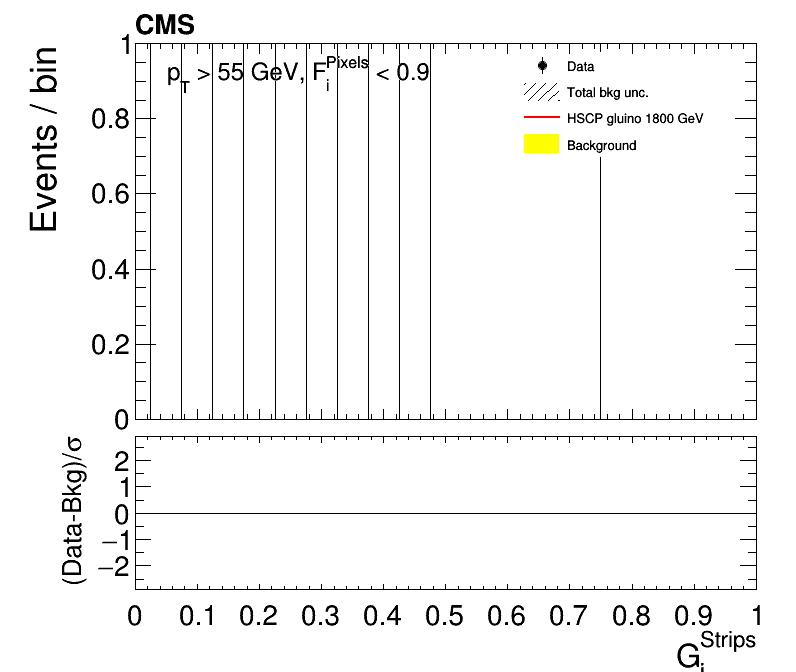 CMS
Events / bin
1
0.8
0.6
0.4
0.2
0
p_T > 55 GeV, F_i^Pixels < 0.9
Data
Total bkg unc.
HSCP gluino 1800 GeV
Background
(Data-Bkg)/σ
2
1
0
−1
−2
0 0.1 0.2 0.3 0.4 0.5 0.6 0.7 0.8 0.9 1
G_i^Strips